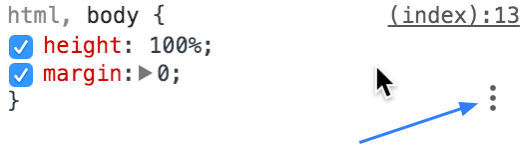 html, body { (index):13
height: 100%;
margin: 0;
}